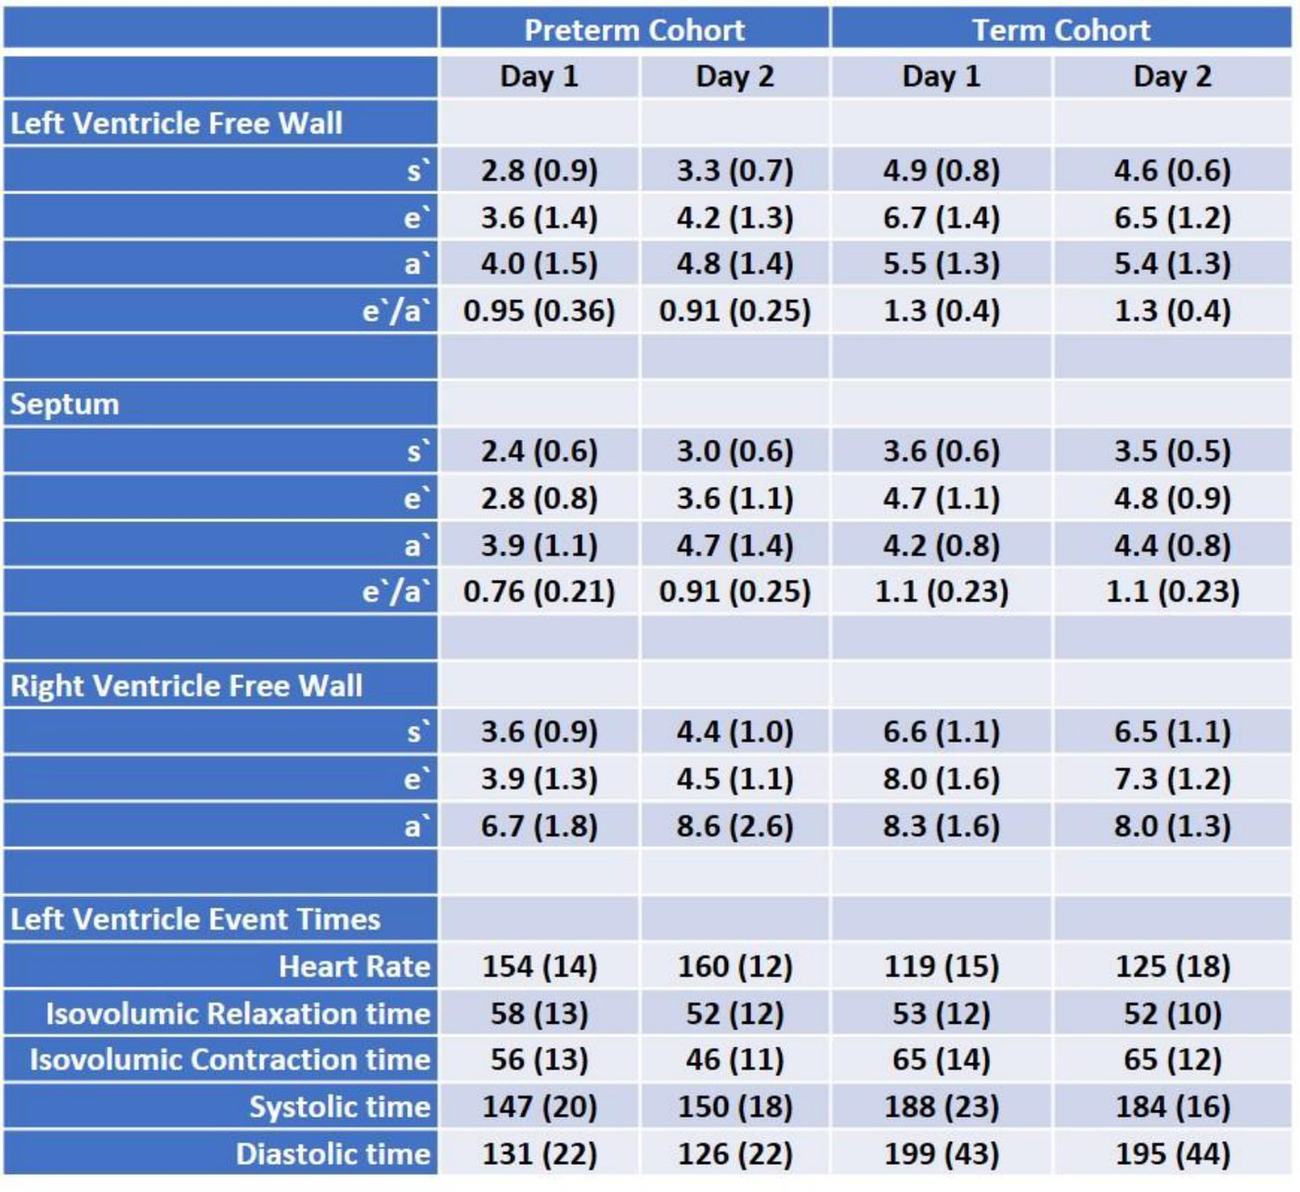 Preterm Cohort Term Cohort
Day 1 Day 2 Day 1 Day 2
Left Ventricle Free Wall
s` 2.8 (0.9) 3.3 (0.7) 4.9 (0.8) 4.6 (0.6)
e` 3.6 (1.4) 4.2 (1.3) 6.7 (1.4) 6.5 (1.2)
a` 4.0 (1.5) 4.8 (1.4) 5.5 (1.3) 5.4 (1.3)
e`/a` 0.95 (0.36) 0.91 (0.25) 1.3 (0.4) 1.3 (0.4)
Septum
s` 2.4 (0.6) 3.0 (0.6) 3.6 (0.6) 3.5 (0.5)
e` 2.8 (0.8) 3.6 (1.1) 4.7 (1.1) 4.8 (0.9)
a` 3.9 (1.1) 4.7 (1.4) 4.2 (0.8) 4.4 (0.8)
e`/a` 0.76 (0.21) 0.91 (0.25) 1.1 (0.23) 1.1 (0.23)
Right Ventricle Free Wall
s` 3.6 (0.9) 4.4 (1.0) 6.6 (1.1) 6.5 (1.1)
e` 3.9 (1.3) 4.5 (1.1) 8.0 (1.6) 7.3 (1.2)
a` 6.7 (1.8) 8.6 (2.6) 8.3 (1.6) 8.0 (1.3)
Left Ventricle Event Times
Heart Rate 154 (14) 160 (12) 119 (15) 125 (18)
Isovolumic Relaxation time 58 (13) 52 (12) 53 (12) 52 (10)
Isovolumic Contraction time 56 (13) 46 (11) 65 (14) 65 (12)
Systolic time 147 (20) 150 (18) 188 (23) 184 (16)
Diastolic time 131 (22) 126 (22) 199 (43) 195 (44)